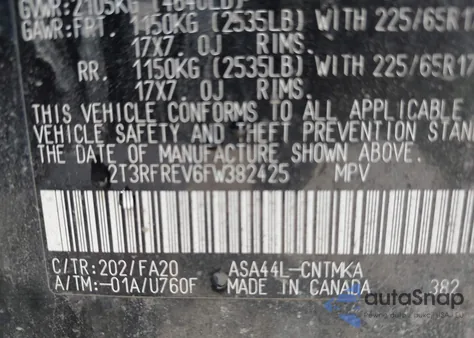 GVWR:2105KG (4640LB)
GAWR:FRT. 1150KG (2535LB) WITH 225/65R17
17X7.0J RIMS.
RR. 1150KG (2535LB) WITH 225/65R17
17X7.0J RIMS.
THIS VEHICLE CONFORMS TO ALL APPLICABLE
VEHICLE SAFETY AND THEFT PREVENTION STAN
THE DATE OF MANUFACTURE SHOWN ABOVE.
2T3RFREV6FW382425 MPV
C/TR:202/FA20 ASA44L-CNTMKA
A/TM:-01A/U760F MADE IN CANADA 382
autoSnap